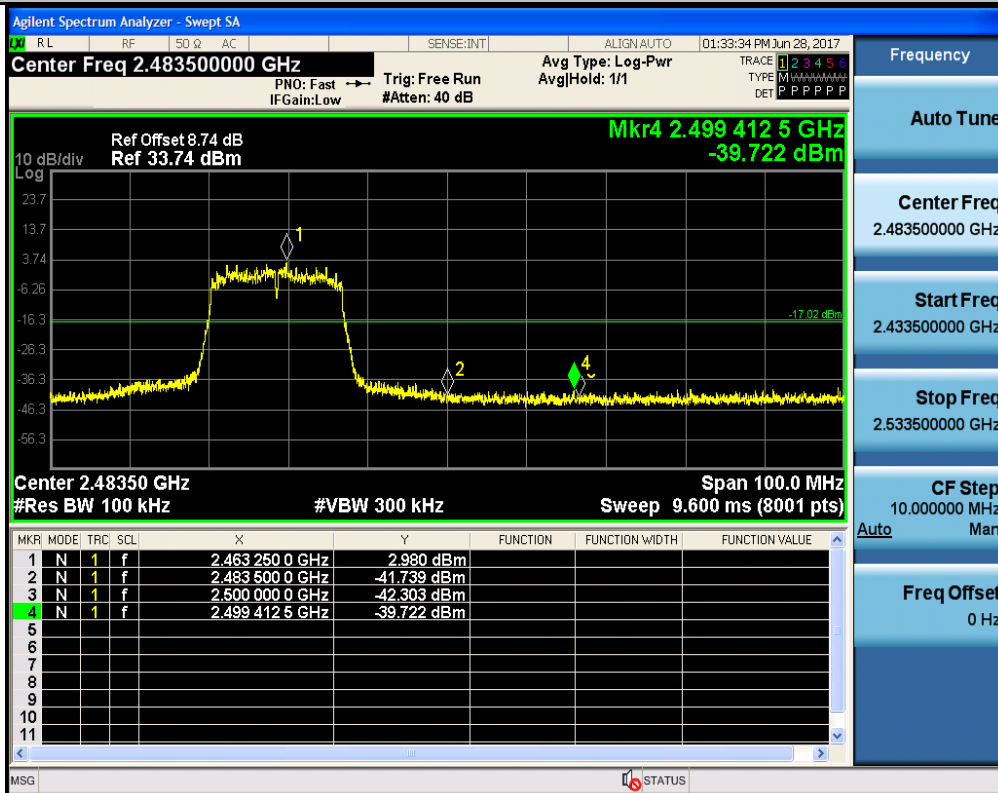 Agilent Spectrum Analyzer - Swept SA
LXI RL RF 50 Ω AC SENSE:INT ALIGN AUTO 01:33:34 PM Jun 28, 2017
Center Freq 2.483500000 GHz
PNO: Fast
IFGain:Low
Trig: Free Run
#Atten: 40 dB
Avg Type: Log-Pwr
Avg|Hold: 1/1
TRACE 1 2 3 4 5 6
TYPE M
DET P P P P P P
Ref Offset 8.74 dB
10 dB/div Ref 33.74 dBm
Log
Mkr4 2.499 412 5 GHz
-39.722 dBm
23.7
13.7
3.74
-6.26
-16.3
-26.3
-36.3
-46.3
-56.3
1
2
4
-17.02 dBm
Center 2.48350 GHz Span 100.0 MHz
#Res BW 100 kHz #VBW 300 kHz Sweep 9.600 ms (8001 pts)
MKR MODE TRC SCL X Y FUNCTION FUNCTION WIDTH FUNCTION VALUE
1 N 1 f 2.463 250 0 GHz 2.980 dBm
2 N 1 f 2.483 500 0 GHz -41.739 dBm
3 N 1 f 2.500 000 0 GHz -42.303 dBm
4 N 1 f 2.499 412 5 GHz -39.722 dBm
5
6
7
8
9
10
11
MSG STATUS
Frequency
Auto Tune
Center Freq
2.483500000 GHz
Start Freq
2.433500000 GHz
Stop Freq
2.533500000 GHz
CF Step
10.000000 MHz
Auto Man
Freq Offset
0 Hz